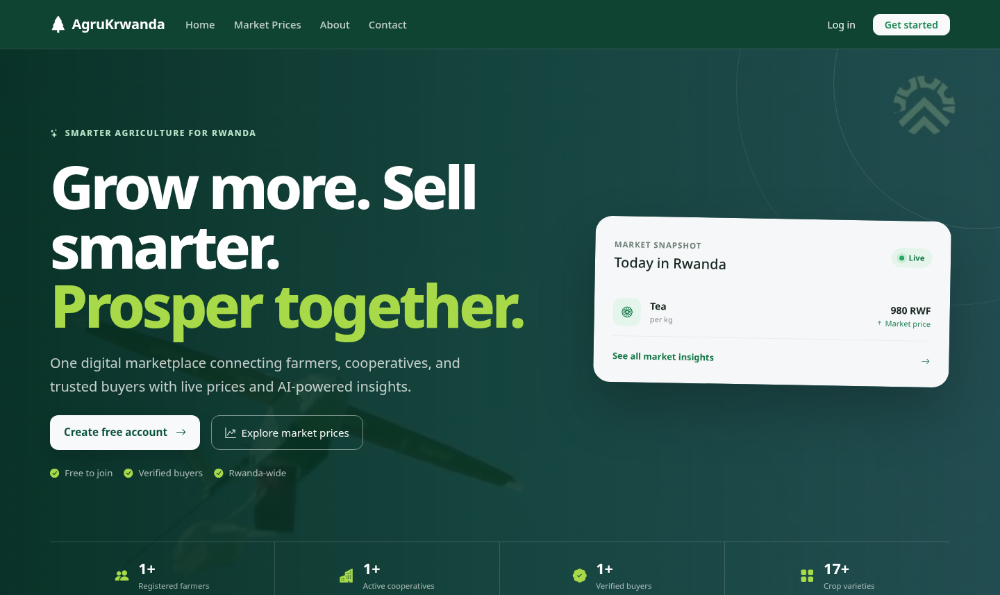 AgruKrwanda
Home
Market Prices
About
Contact
Log in
Get started
SMARTER AGRICULTURE FOR RWANDA
Grow more. Sell
smarter.
Prosper together.
One digital marketplace connecting farmers, cooperatives, and
trusted buyers with live prices and AI-powered insights.
Create free account →
Explore market prices
Free to join
Verified buyers
Rwanda-wide
MARKET SNAPSHOT
Today in Rwanda
Live
Tea
per kg
980 RWF
↑ Market price
See all market insights →
1+
Registered farmers
1+
Active cooperatives
1+
Verified buyers
17+
Crop varieties